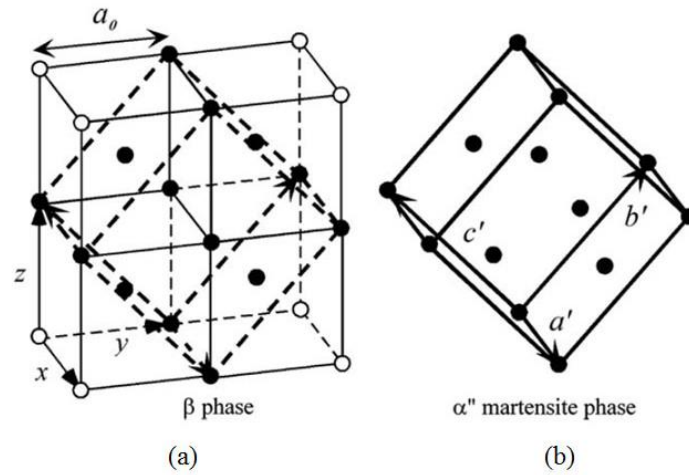 a₀
z
y
x
β phase
(a)
c′
b′
a′
α" martensite phase
(b)